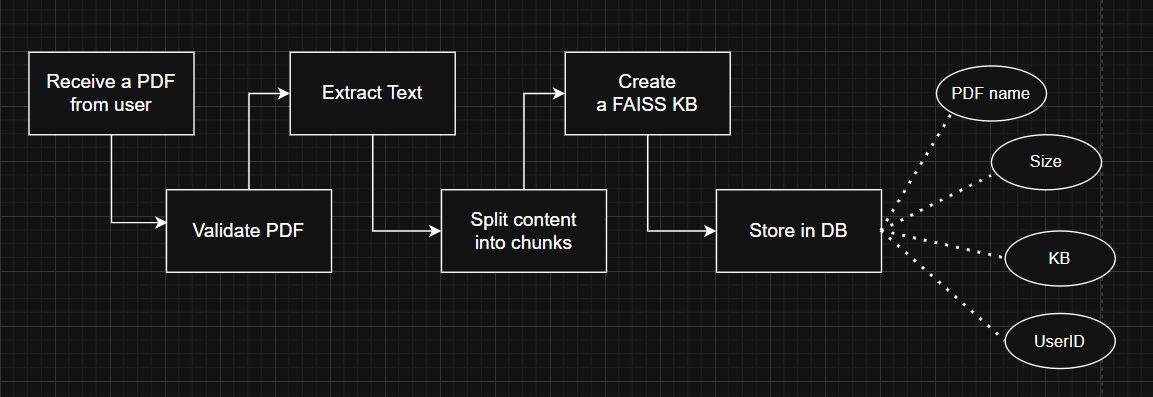 Receive a PDF
from user
Validate PDF
Extract Text
Split content
into chunks
Create
a FAISS KB
Store in DB
PDF name
Size
KB
UserID